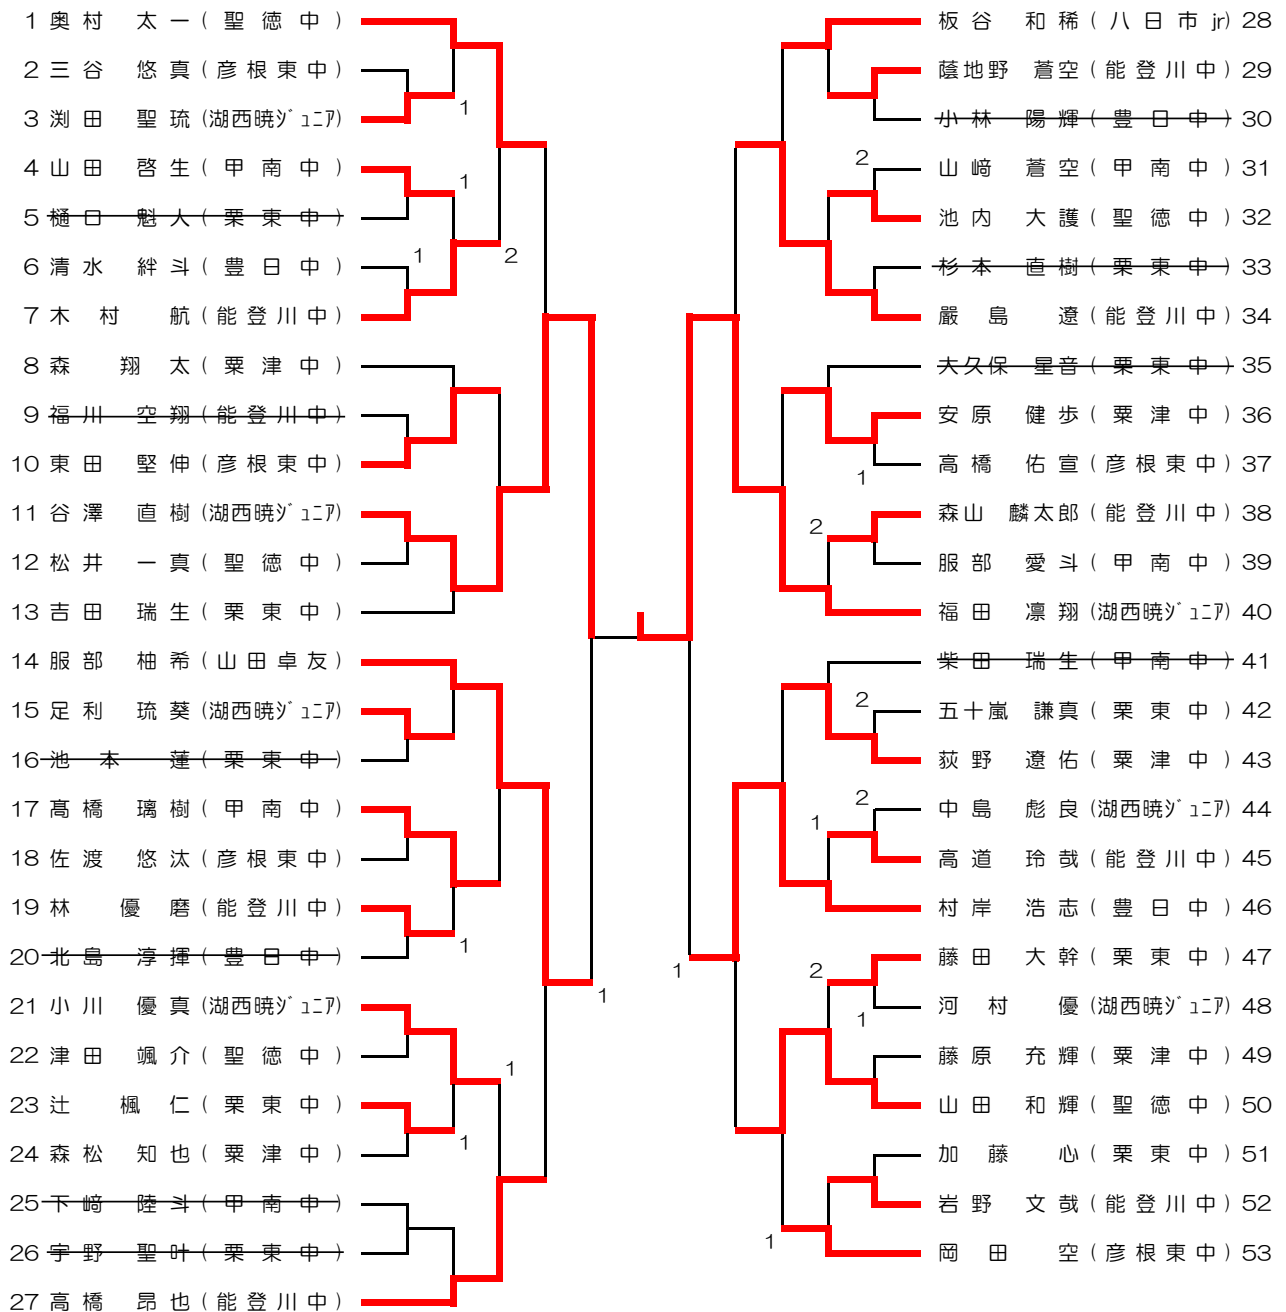 1 奥村 太一 (聖徳中)
2 三谷 悠真 (彦根東中)
3 渕田 聖琉 (湖西暁ｼﾞｭﾆｱ)
4 山田 啓生 (甲南中)
5 樋口 魁人 (栗東中)
6 清水 絆斗 (豊日中)
7 木村 航 (能登川中)
8 森 翔太 (粟津中)
9 福川 空翔 (能登川中)
10 東田 堅伸 (彦根東中)
11 谷澤 直樹 (湖西暁ｼﾞｭﾆｱ)
12 松井 一真 (聖徳中)
13 吉田 瑞生 (栗東中)
14 服部 柚希 (山田卓友)
15 足利 琉葵 (湖西暁ｼﾞｭﾆｱ)
16 池本 蓮 (栗東中)
17 髙橋 璃樹 (甲南中)
18 佐渡 悠汰 (彦根東中)
19 林 優磨 (能登川中)
20 北島 淳揮 (豊日中)
21 小川 優真 (湖西暁ｼﾞｭﾆｱ)
22 津田 颯介 (聖徳中)
23 辻 楓仁 (栗東中)
24 森松 知也 (粟津中)
25 下﨑 陸斗 (甲南中)
26 宇野 聖叶 (栗東中)
27 高橋 昂也 (能登川中)
1
1
1
2
1
1
1
1
板谷 和稀 (八日市jr) 28
蔭地野 蒼空 (能登川中) 29
小林 陽輝 (豊日中) 30
山﨑 蒼空 (甲南中) 31
池内 大護 (聖徳中) 32
杉本 直樹 (栗東中) 33
嚴島 遼 (能登川中) 34
大久保 星音 (栗東中) 35
安原 健歩 (粟津中) 36
高橋 佑宣 (彦根東中) 37
森山 麟太郎 (能登川中) 38
服部 愛斗 (甲南中) 39
福田 凛翔 (湖西暁ｼﾞｭﾆｱ) 40
柴田 瑞生 (甲南中) 41
五十嵐 謙真 (栗東中) 42
荻野 遼佑 (粟津中) 43
中島 彪良 (湖西暁ｼﾞｭﾆｱ) 44
高道 玲哉 (能登川中) 45
村岸 浩志 (豊日中) 46
藤田 大幹 (栗東中) 47
河村 優 (湖西暁ｼﾞｭﾆｱ) 48
藤原 充輝 (粟津中) 49
山田 和輝 (聖徳中) 50
加藤 心 (栗東中) 51
岩野 文哉 (能登川中) 52
岡田 空 (彦根東中) 53
2
1
2
2
2
1
1
2
1
1